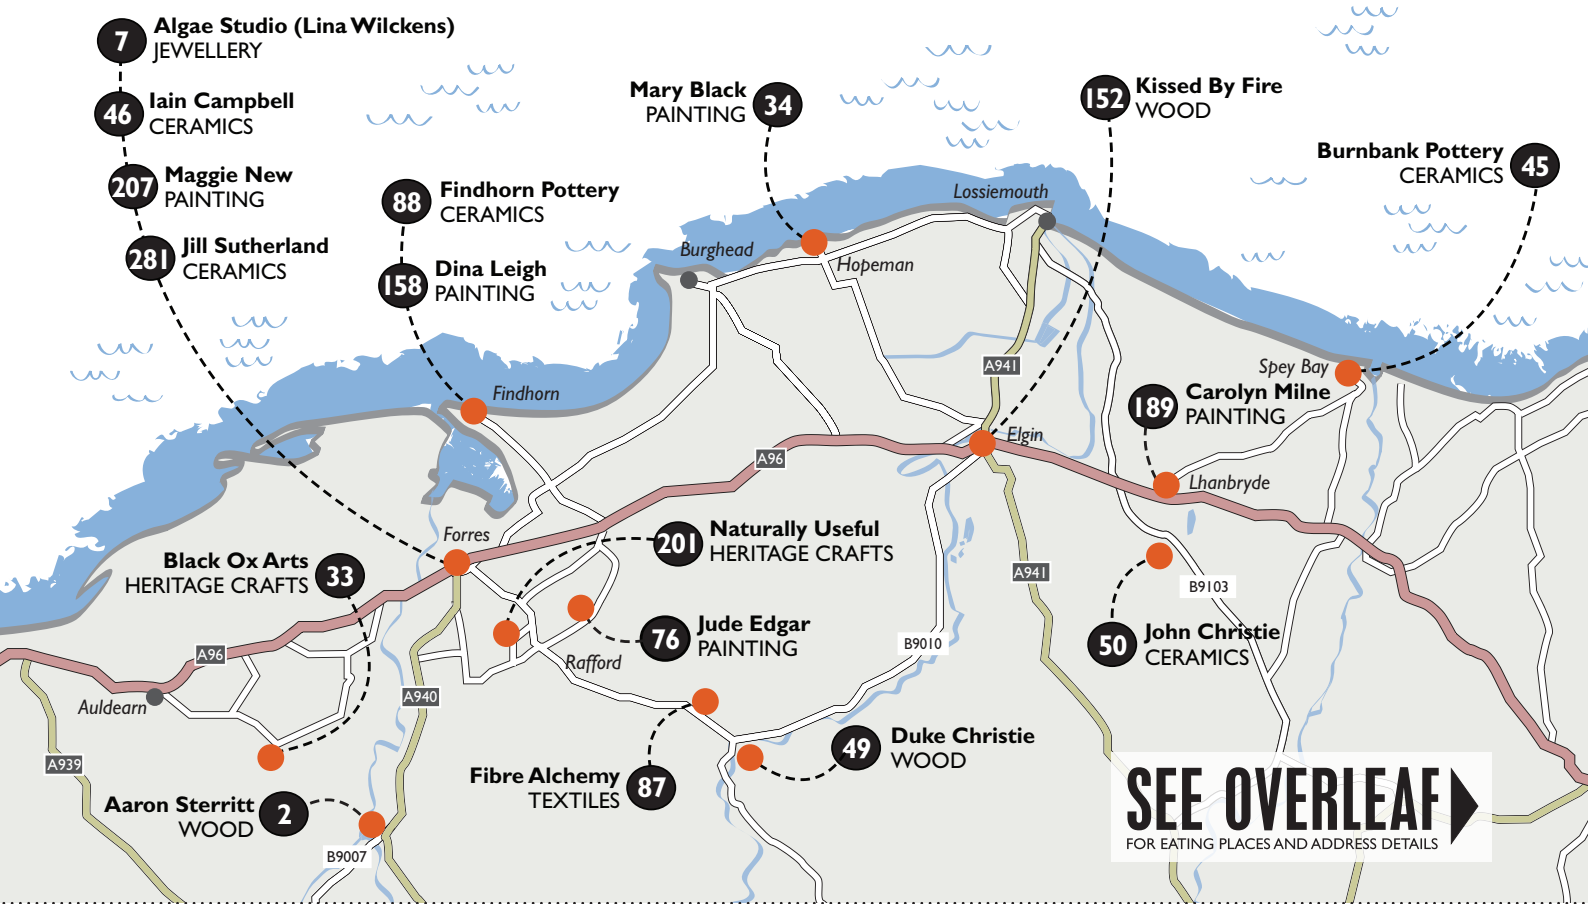 7
Algae Studio (Lina Wilckens)
JEWELLERY
46
Iain Campbell
CERAMICS
207
Maggie New
PAINTING
281
Jill Sutherland
CERAMICS
88
Findhorn Pottery
CERAMICS
158
Dina Leigh
PAINTING
Mary Black
PAINTING
34
152
Kissed By Fire
WOOD
Burnbank Pottery
CERAMICS
45
Lossiemouth
Burghead
Hopeman
Findhorn
Spey Bay
A941
189
Carolyn Milne
PAINTING
Elgin
A96
Lhanbryde
Forres
201
Naturally Useful
HERITAGE CRAFTS
Black Ox Arts
HERITAGE CRAFTS
33
A941
B9103
76
Jude Edgar
PAINTING
50
John Christie
CERAMICS
A96
Rafford
B9010
Auldearn
A940
A939
49
Duke Christie
WOOD
Fibre Alchemy
TEXTILES
87
Aaron Sterritt
WOOD
2
B9007
SEE OVERLEAF
FOR EATING PLACES AND ADDRESS DETAILS